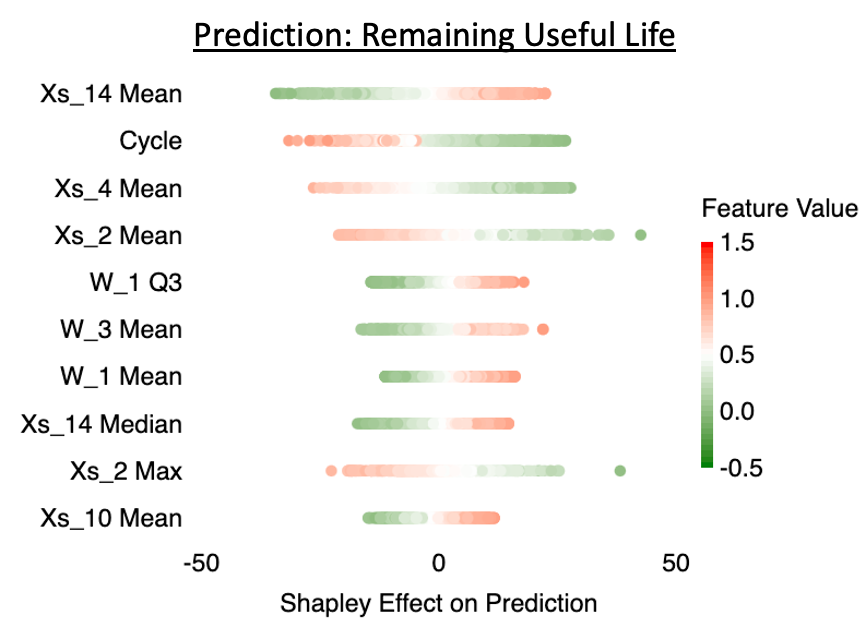 Prediction: Remaining Useful Life
Xs_14 Mean
Cycle
Xs_4 Mean
Xs_2 Mean
W_1 Q3
W_3 Mean
W_1 Mean
Xs_14 Median
Xs_2 Max
Xs_10 Mean
-50 0 50
Shapley Effect on Prediction
Feature Value
1.5
1.0
0.5
0.0
-0.5